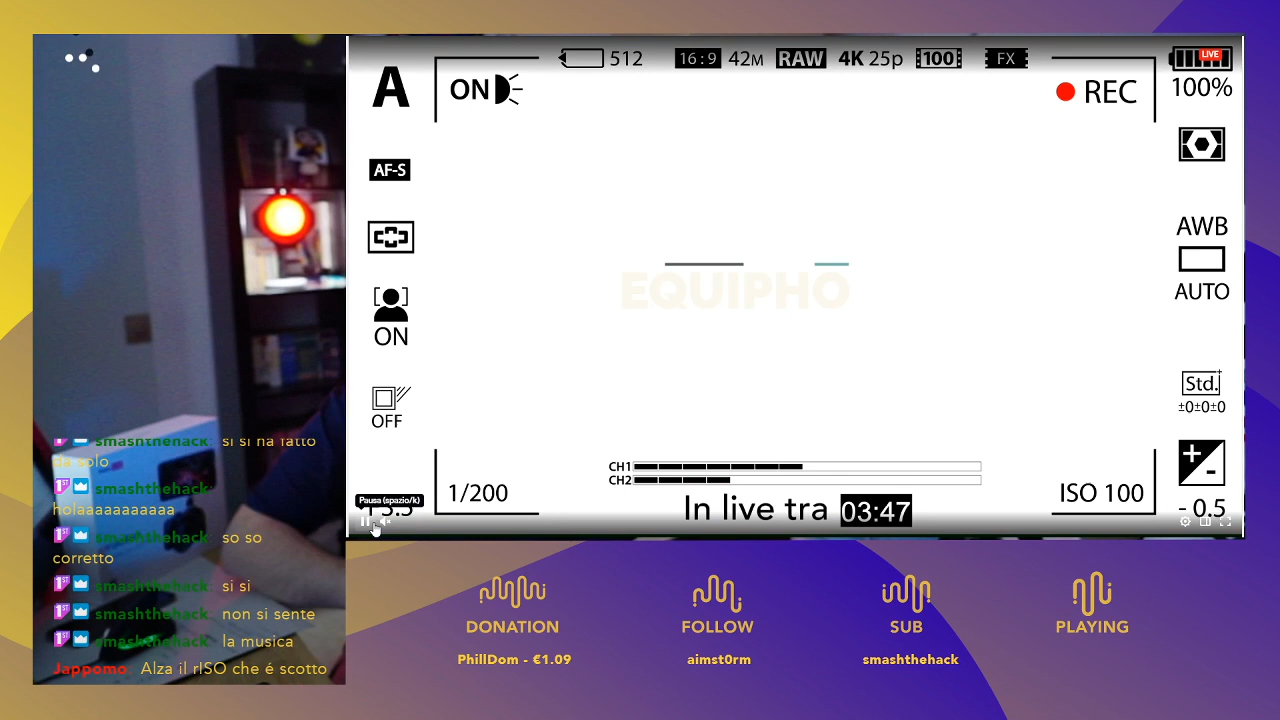 512
16:9 42M RAW 4K 25p 100 FX
LIVE
100%
A
ON
REC
AF-S
AWB
AUTO
ON
EQUIPHO
Std.
±0±0±0
OFF
CH1
CH2
1/200
ISO 100
Pausa (spazio/k)
In live tra 03:47
- 0.5
smashthehack: si si ha fatto
da solo
smashthehack:
holaaaaaaaaaa
smashthehack: so so
corretto
smashthehack: si si
smashthehack: non si sente
smashthehack: la musica
Jappomo: Alza il rISO che é scotto
DONATION
FOLLOW
SUB
PLAYING
PhillDom - €1.09
aimst0rm
smashthehack